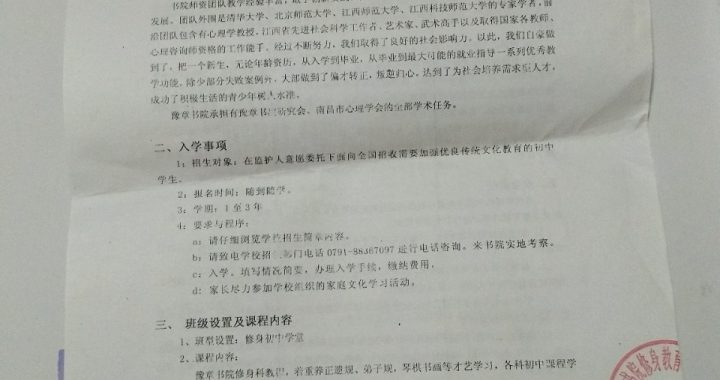 书院师资团队教学经验丰富,
发展。团队外围是清华大学、北京师范大学、江西师范大学、江西科技师范大学的专家学者,前
沿团队包含有心理学教授,江西省先进社会科学工作者、艺术家、武术高手以及取得国家各教师、
心理咨询师资格的工作能手。经过不断努力,我们取得了良好的社会影响力。以此,我们自豪做
到了,把一个新生,无论年龄资历,从入学到毕业,从毕业到最大可能的就业指导一系列优秀教
学功能。除少部分失败案例外,大部做到了偏才转正,叛逆归心,达到了为社会培养需求型人才,
成功了积极生活的青少年树人水准。
豫章书院承担有豫章书院研究会、南昌市心理学会的全部学术任务。
二、入学事项
1:招生对象:在监护人意愿委托下面向全国招收需要加强优良传统文化教育的初中
学生。
2:报名时间:随到随学。
3:学期:1至3年
4:要求与程序:
a:请仔细浏览学校招生简章内容。
b:请致电学校招 部门电话 0791-88367097 进行电话咨询。来书院实地考察。
c:入学。填写情况简要,办理入学手续,缴纳费用。
d:家长尽力参加学校组织的家庭文化学习活动。
三、 班级设置及课程内容
1、班型设置:修身初中学堂
2、课程内容:
豫章书院修身科教程,着重养正遵规、弟子规、琴棋书画等才艺学习,各科初中课程学
书院修身教育